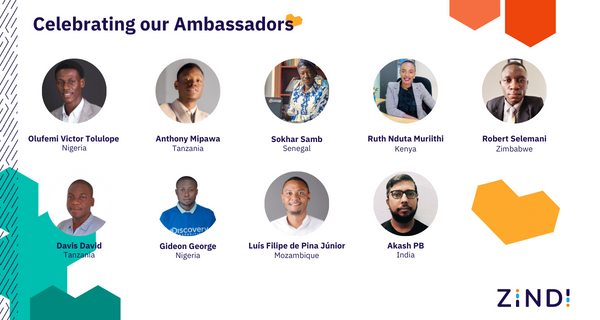 Celebrating our Ambassadors
Olufemi Victor Tolulope
Nigeria
Anthony Mipawa
Tanzania
Sokhar Samb
Senegal
Ruth Nduta Muriithi
Kenya
Robert Selemani
Zimbabwe
Davis David
Tanzania
Discovery
Gideon George
Nigeria
Luís Filipe de Pina Júnior
Mozambique
Akash PB
India
ZiNDi